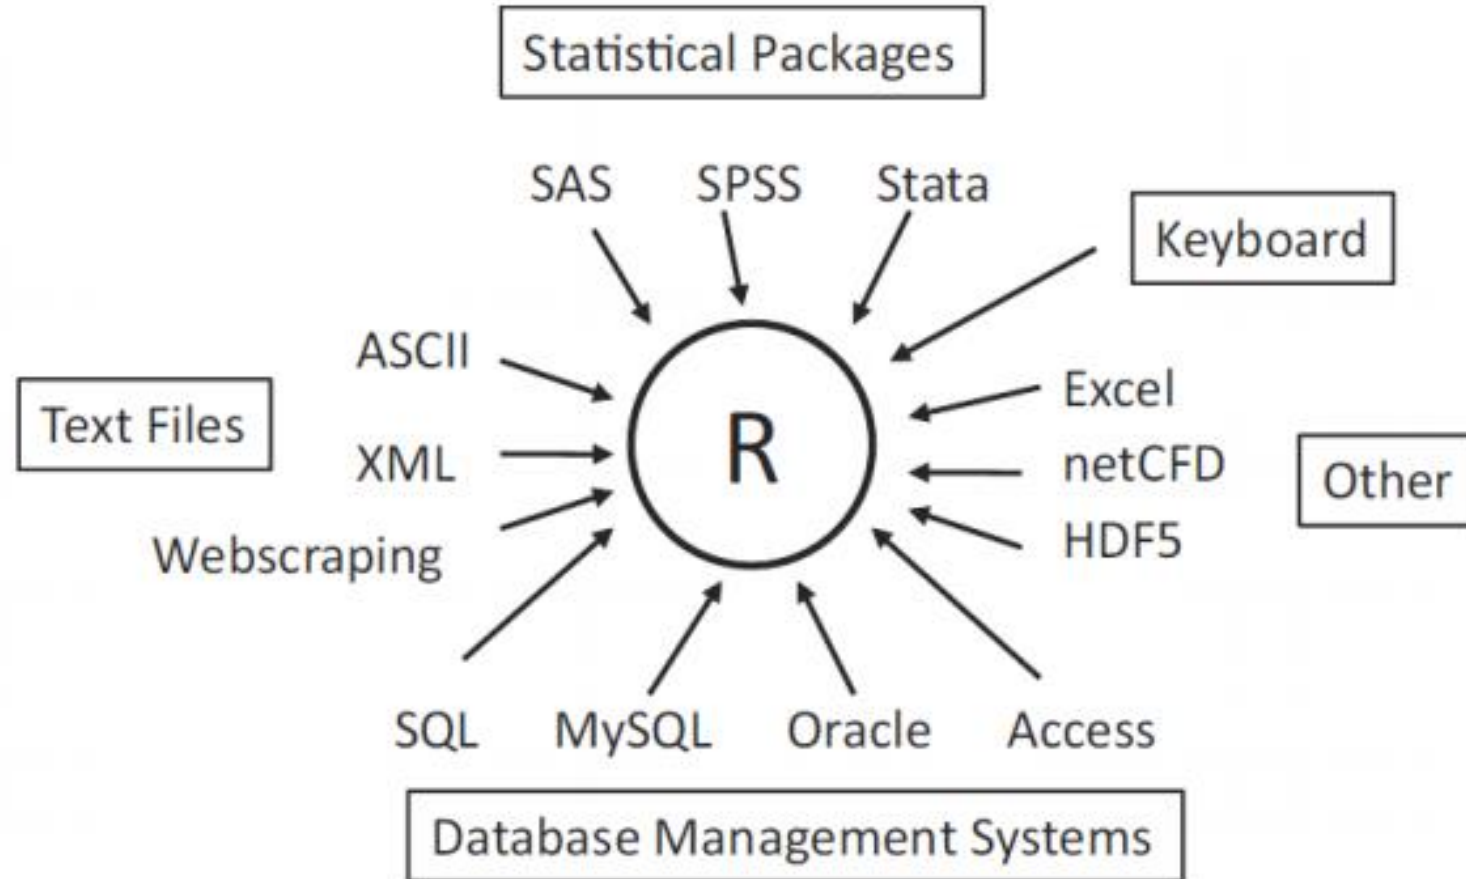 Statistical Packages
SAS SPSS Stata
Keyboard
ASCII
Excel
Text Files
R
XML
netCFD
Other
Webscraping
HDF5
SQL MySQL Oracle Access
Database Management Systems